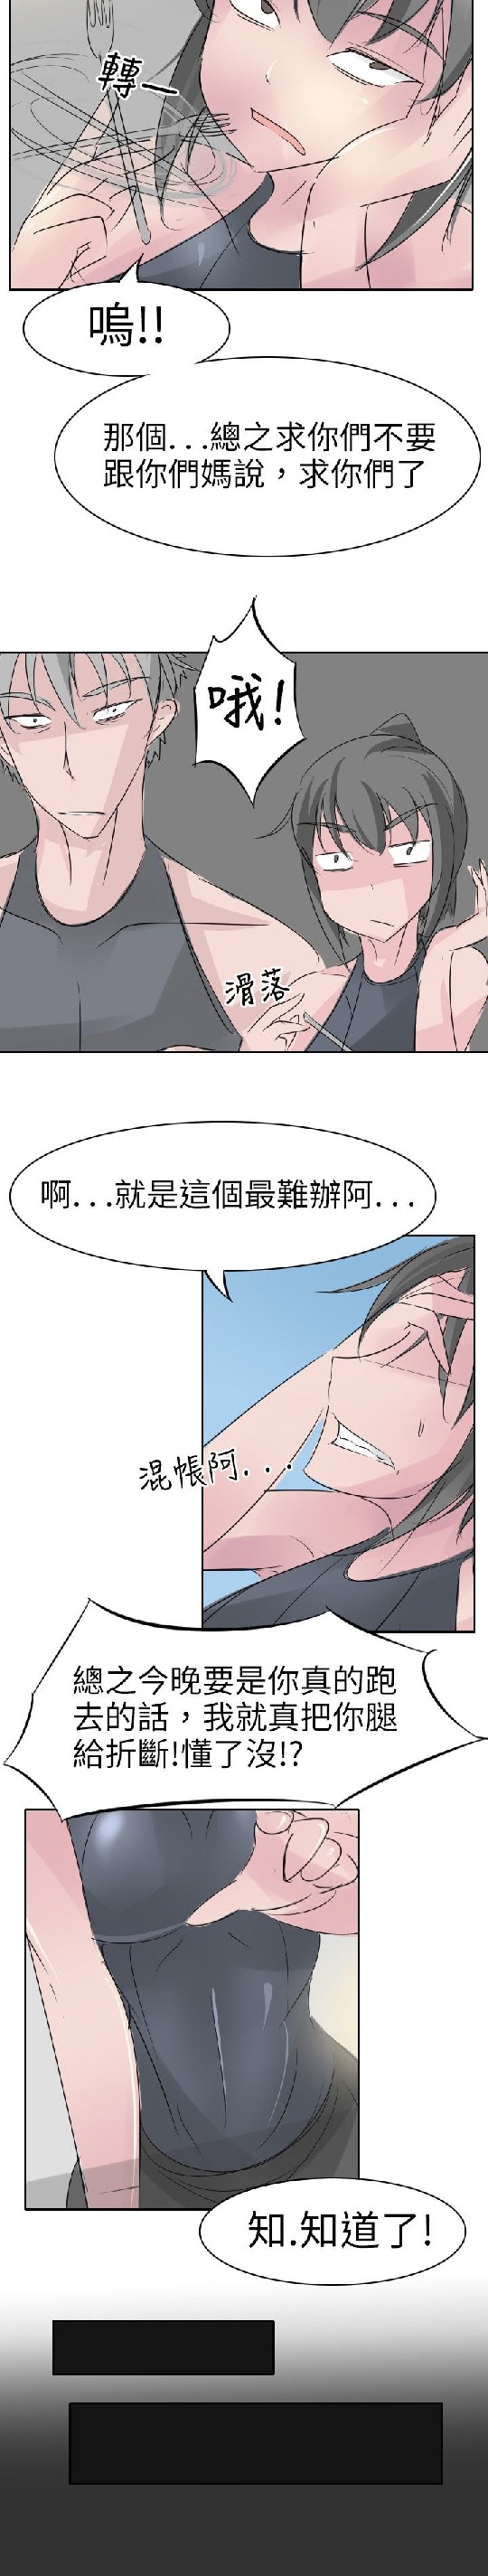 轉一
嗚!!
那個...總之求你們不要
跟你們媽說，求你們了
哦!
滑落
啊...就是這個最難辦阿...
混帳阿...
總之今晚要是你真的跑
去的話，我就真把你腿
給折斷!懂了沒!?
知.知道了!